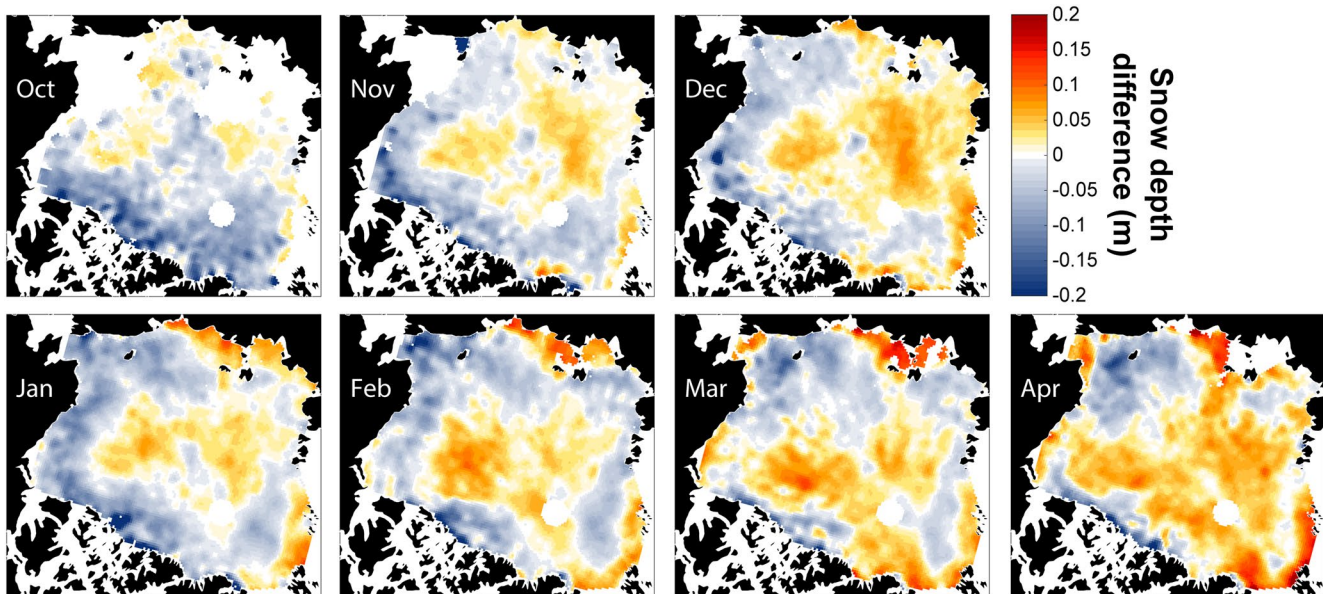 Oct
Nov
Dec
0.2
0.15
0.1
0.05
0
-0.05
-0.1
-0.15
-0.2
Snow depth
difference (m)
Jan
Feb
Mar
Apr